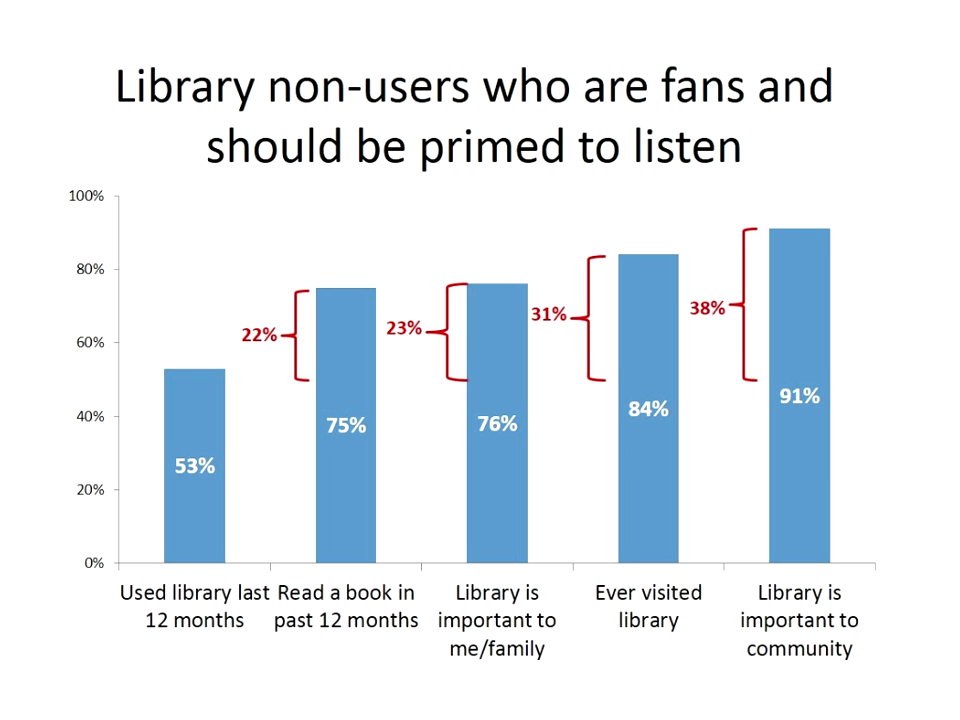 Library non-users who are fans and
should be primed to listen
100%
80%
60%
40%
20%
0%
22%
23%
31%
38%
53%
75%
76%
84%
91%
Used library last
12 months
Read a book in
past 12 months
Library is
important to
me/family
Ever visited
library
Library is
important to
community